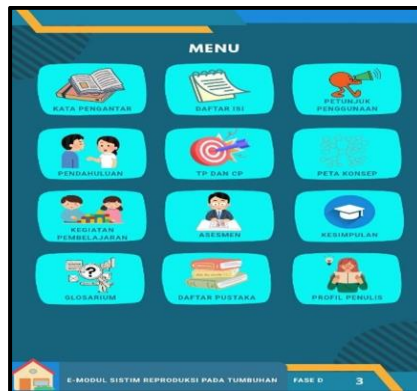 MENU
KATA PENGANTAR
DAFTAR ISI
PETUNJUK
PENGGUNAAN
PENDAHULUAN
TP DAN CP
PETA KONSEP
KEGIATAN
PEMBELAJARAN
ASESMEN
KESIMPULAN
GLOSARIUM
DAFTAR PUSTAKA
PROFIL PENULIS
E-MODUL SISTIM REPRODUKSI PADA TUMBUHAN FASE D 3